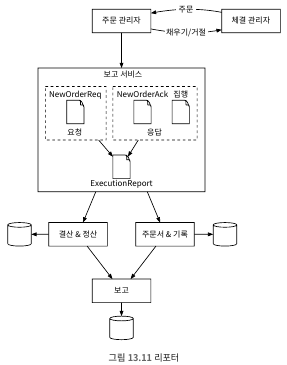 주문
주문 관리자
체결 관리자
채우기/거절
보고 서비스
NewOrderReq
NewOrderAck 집행
요청
응답
ExecutionReport
결산 & 청산
주문서 & 기록
보고
그림 13.11 리포터